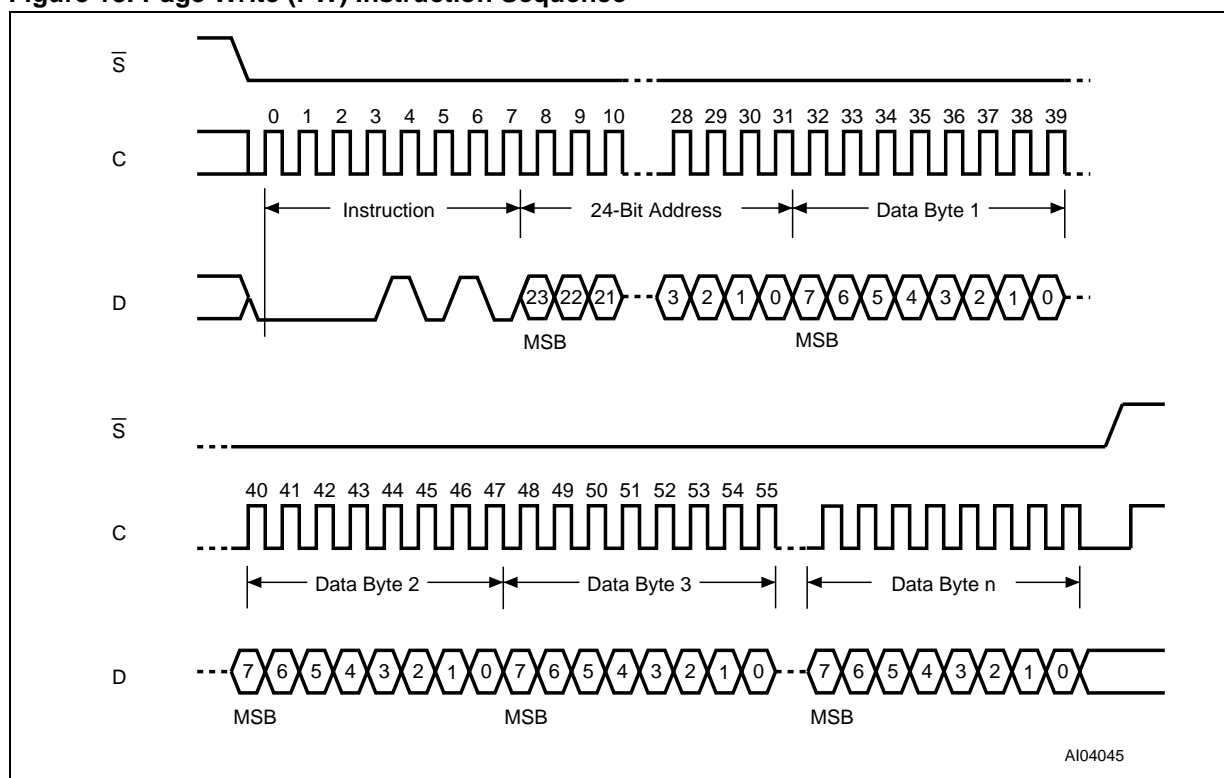 Page Write (PW) Instruction Sequence
S
0 1 2 3 4 5 6 7 8 9 10 28 29 30 31 32 33 34 35 36 37 38 39
C
Instruction 24-Bit Address Data Byte 1
D 23 22 21 3 2 1 0 7 6 5 4 3 2 1 0
MSB MSB
S
40 41 42 43 44 45 46 47 48 49 50 51 52 53 54 55
C
Data Byte 2 Data Byte 3 Data Byte n
D 7 6 5 4 3 2 1 0 7 6 5 4 3 2 1 0 7 6 5 4 3 2 1 0
MSB MSB MSB
AI04045